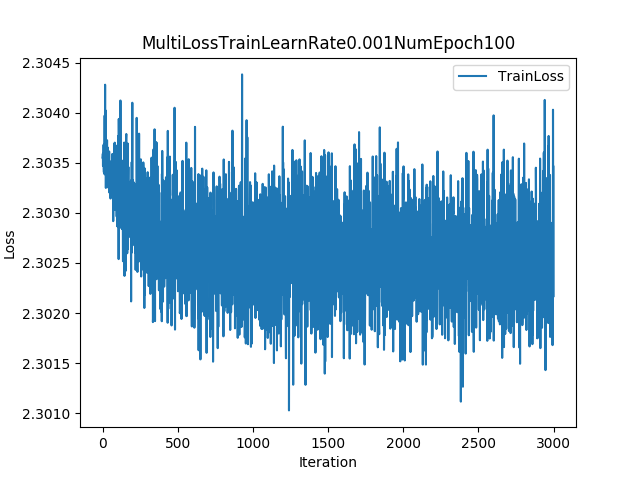 MultiLossTrainLearnRate0.001NumEpoch100
TrainLoss
Loss
2.3045
2.3040
2.3035
2.3030
2.3025
2.3020
2.3015
2.3010
0 500 1000 1500 2000 2500 3000
Iteration